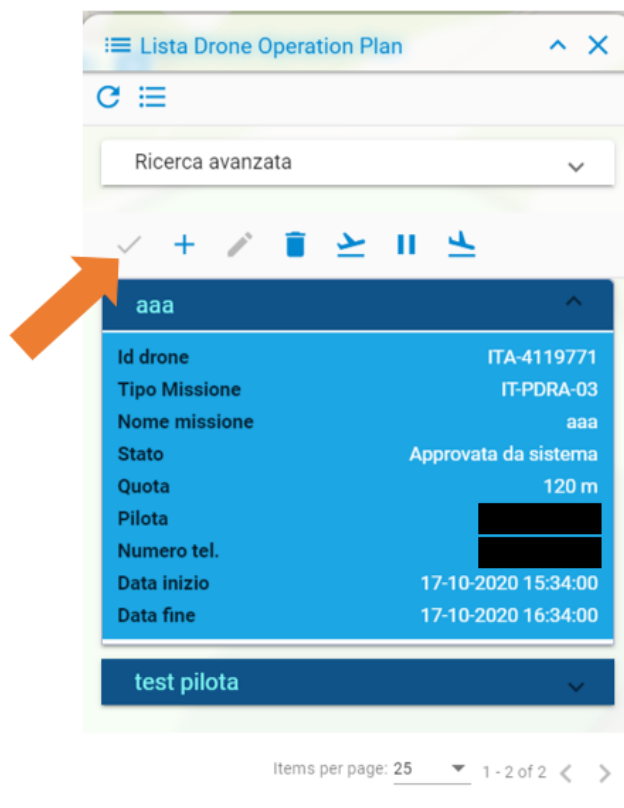 Lista Drone Operation Plan
Ricerca avanzata
aaa
Id drone ITA-4119771
Tipo Missione IT-PDRA-03
Nome missione aaa
Stato Approvata da sistema
Quota 120 m
Pilota
Numero tel.
Data inizio 17-10-2020 15:34:00
Data fine 17-10-2020 16:34:00
test pilota
Items per page: 25 1 - 2 of 2